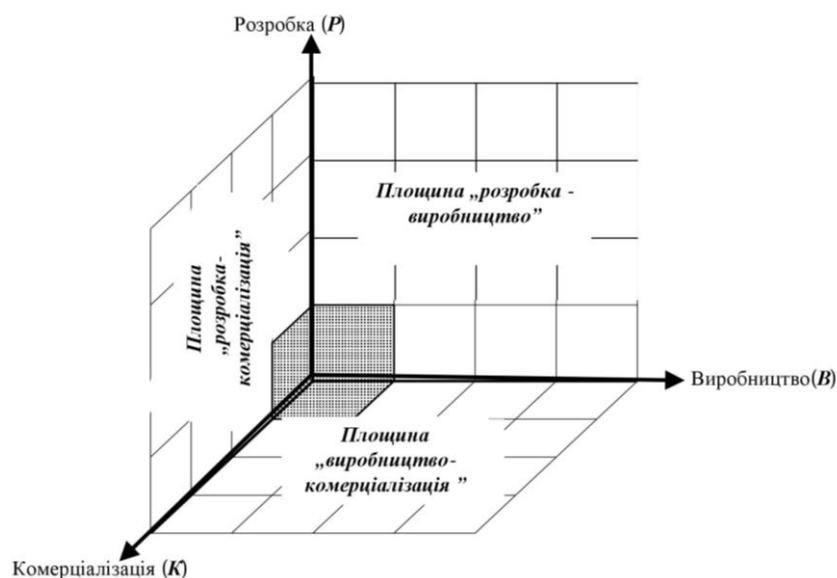 Розробка (Р)
Площина „розробка -
виробництво”
Площина
„розробка-
комерціалізація”
Виробництво(В)
Площина
„виробництво-
комерціалізація ”
Комерціалізація (К)